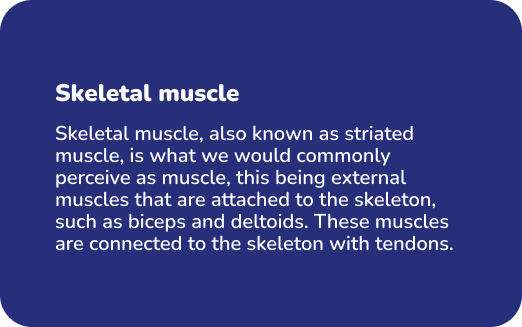 Skeletal muscle
Skeletal muscle, also known as striated
muscle, is what we would commonly
perceive as muscle, this being external
muscles that are attached to the skeleton,
such as biceps and deltoids. These muscles
are connected to the skeleton with tendons.